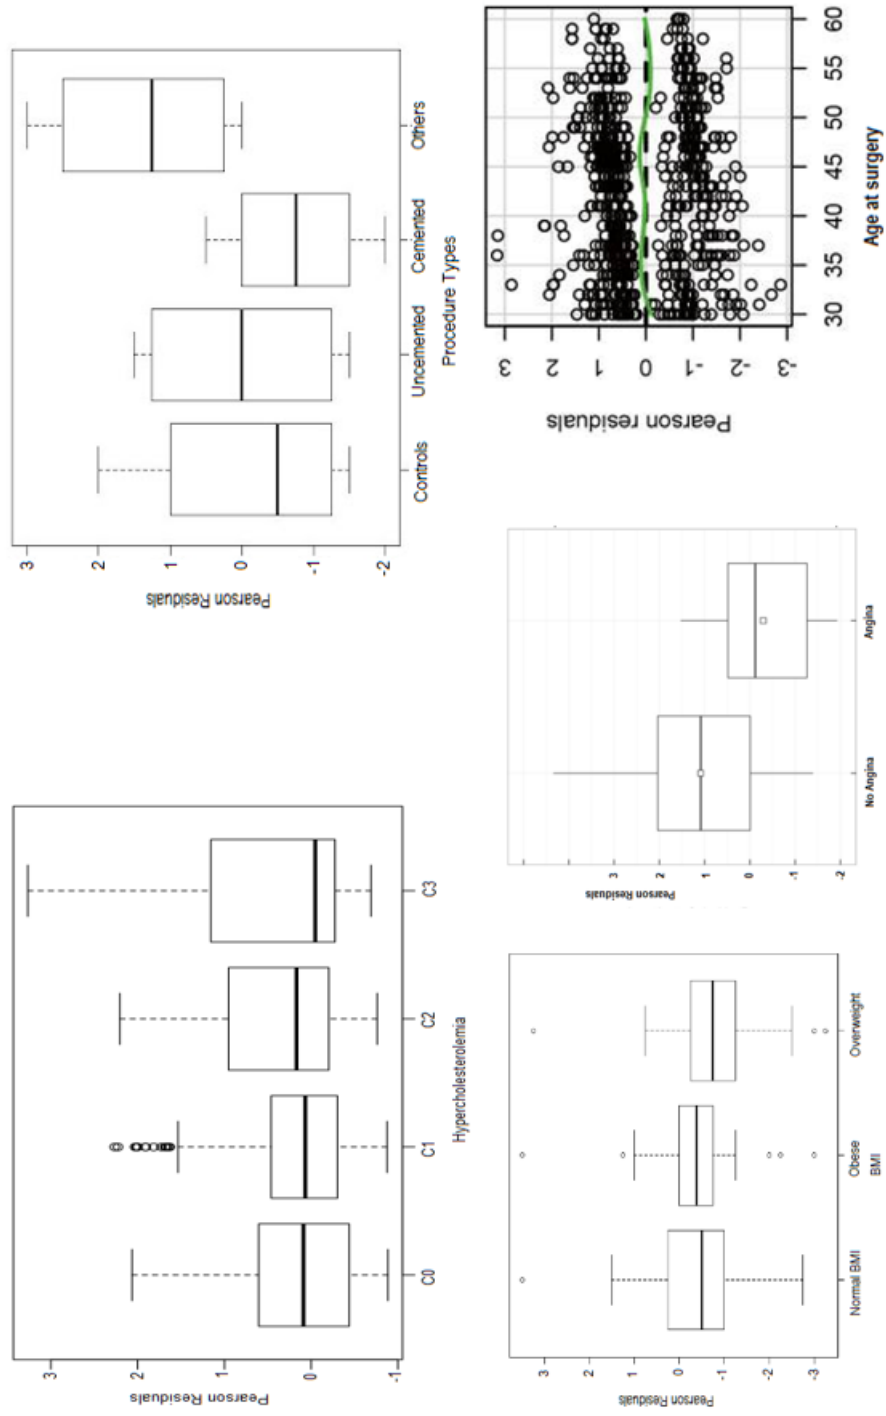 Pearson Residuals
3
2
1
0
-1
-2
Controls
Uncemented
Cemented
Others
Procedure Types
Pearson residuals
3
2
1
0
-1
-2
-3
30
35
40
45
50
55
60
Age at surgery
Pearson Residuals
3
2
1
0
-1
C0
C1
C2
C3
Hypercholesterolemia
Pearson Residuals
3
2
1
0
-1
-2
No Angina
Angina
Pearson Residuals
3
2
1
0
-1
-2
-3
Normal BMI
Obese
Overweight
BMI